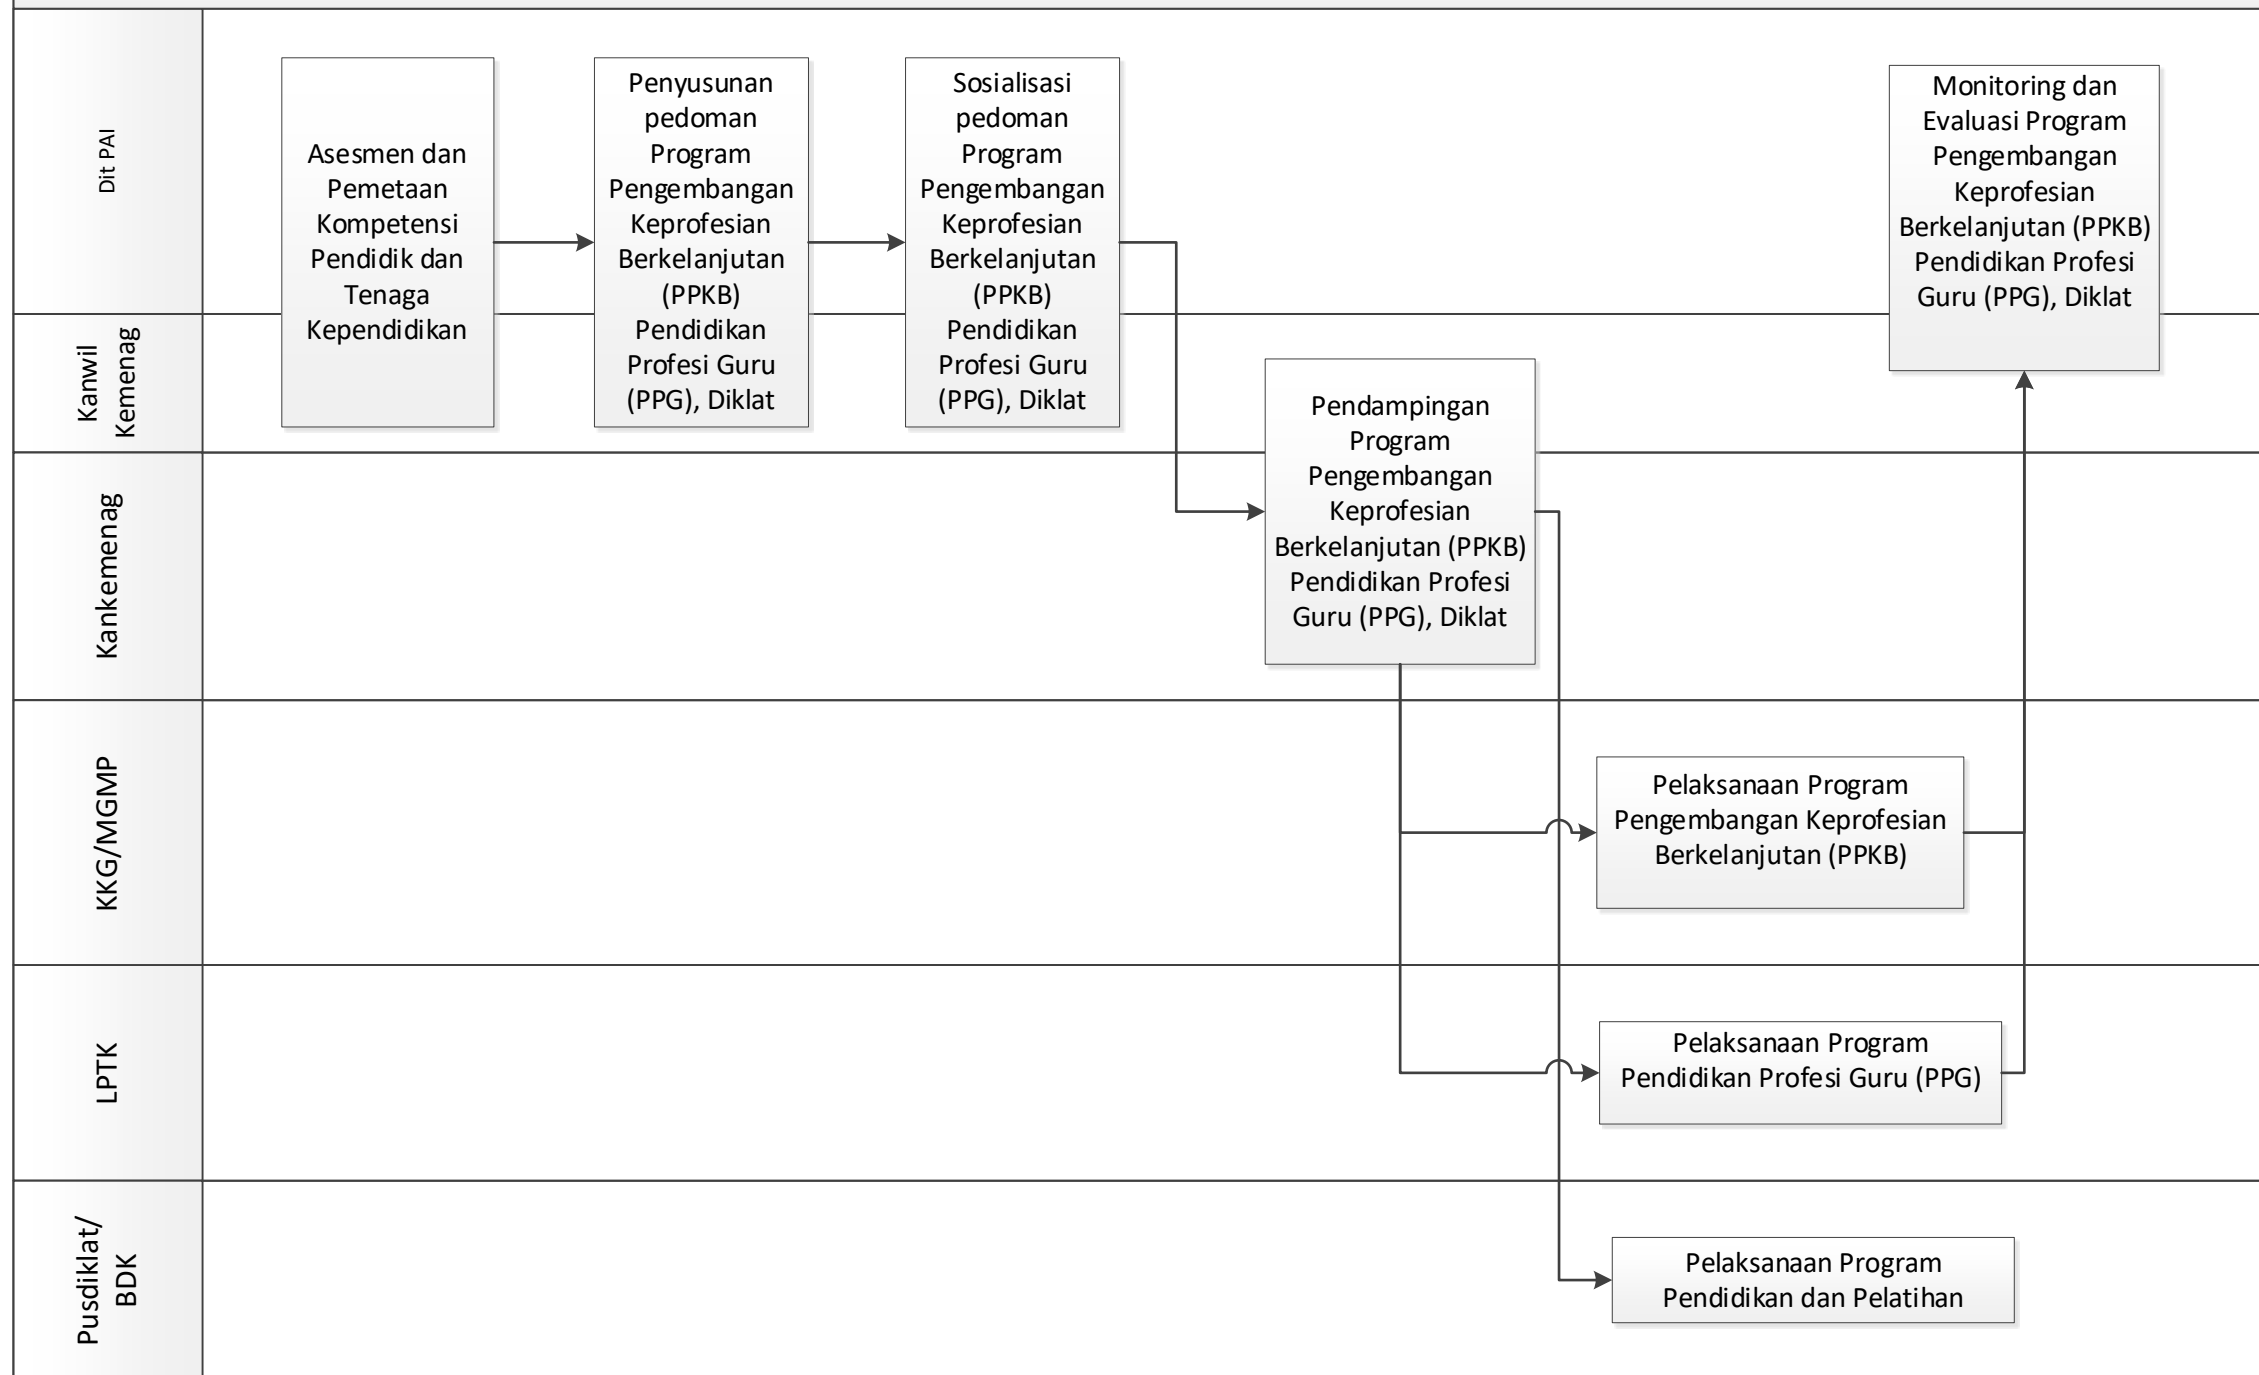 Dit PAI
Asesmen dan
Pemetaan
Kompetensi
Pendidik dan
Tenaga
Kependidikan
Penyusunan
pedoman
Program
Pengembangan
Keprofesian
Berkelanjutan
(PPKB)
Pendidikan
Profesi Guru
(PPG), Diklat
Sosialisasi
pedoman
Program
Pengembangan
Keprofesian
Berkelanjutan
(PPKB)
Pendidikan
Profesi Guru
(PPG), Diklat
Monitoring dan
Evaluasi Program
Pengembangan
Keprofesian
Berkelanjutan (PPKB)
Pendidikan Profesi
Guru (PPG), Diklat
Kanwil
Kemenag
Pendampingan
Program
Pengembangan
Keprofesian
Berkelanjutan (PPKB)
Pendidikan Profesi
Guru (PPG), Diklat
Kankemenag
KKG/MGMP
Pelaksanaan Program
Pengembangan Keprofesian
Berkelanjutan (PPKB)
LPTK
Pelaksanaan Program
Pendidikan Profesi Guru (PPG)
Pusdiklat/
BDK
Pelaksanaan Program
Pendidikan dan Pelatihan